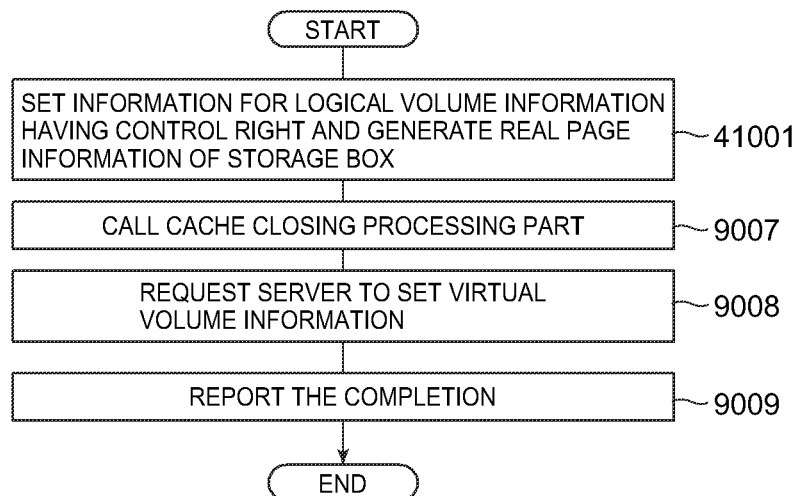 START
SET INFORMATION FOR LOGICAL VOLUME INFORMATION
HAVING CONTROL RIGHT AND GENERATE REAL PAGE
INFORMATION OF STORAGE BOX
41001
CALL CACHE CLOSING PROCESSING PART
9007
REQUEST SERVER TO SET VIRTUAL
VOLUME INFORMATION
9008
REPORT THE COMPLETION
9009
END